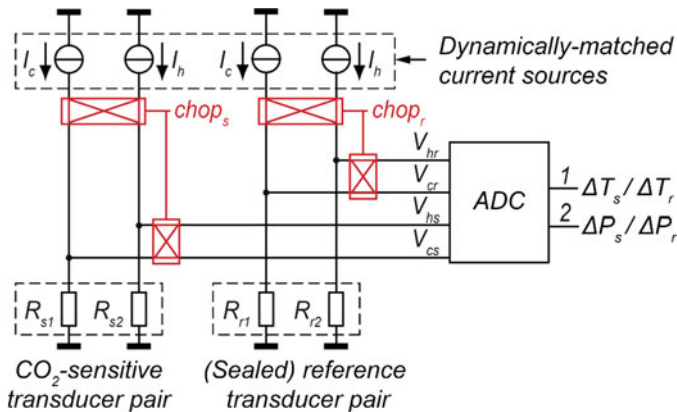 I_c I_h I_c I_h
Dynamically-matched
current sources
chop_s chop_r
V_hr
V_cr
V_hs
V_cs
ADC
1 ΔT_s / ΔT_r
2 ΔP_s / ΔP_r
R_s1 R_s2 R_r1 R_r2
CO₂-sensitive
transducer pair
(Sealed) reference
transducer pair